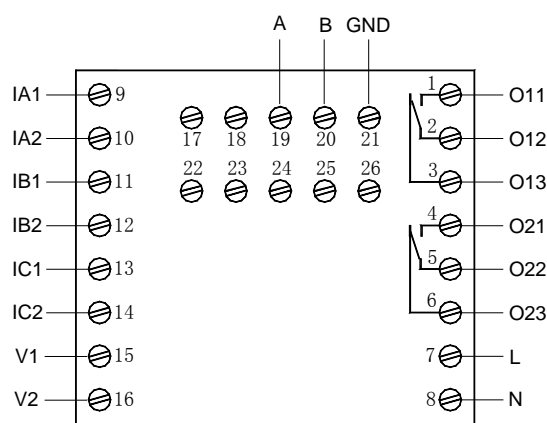 A B GND
IA1 9 1 O11
IA2 10 17 18 19 20 21 2 O12
IB1 11 22 23 24 25 26 3 O13
IB2 12 4 O21
IC1 13 5 O22
IC2 14 6 O23
V1 15 7 L
V2 16 8 N